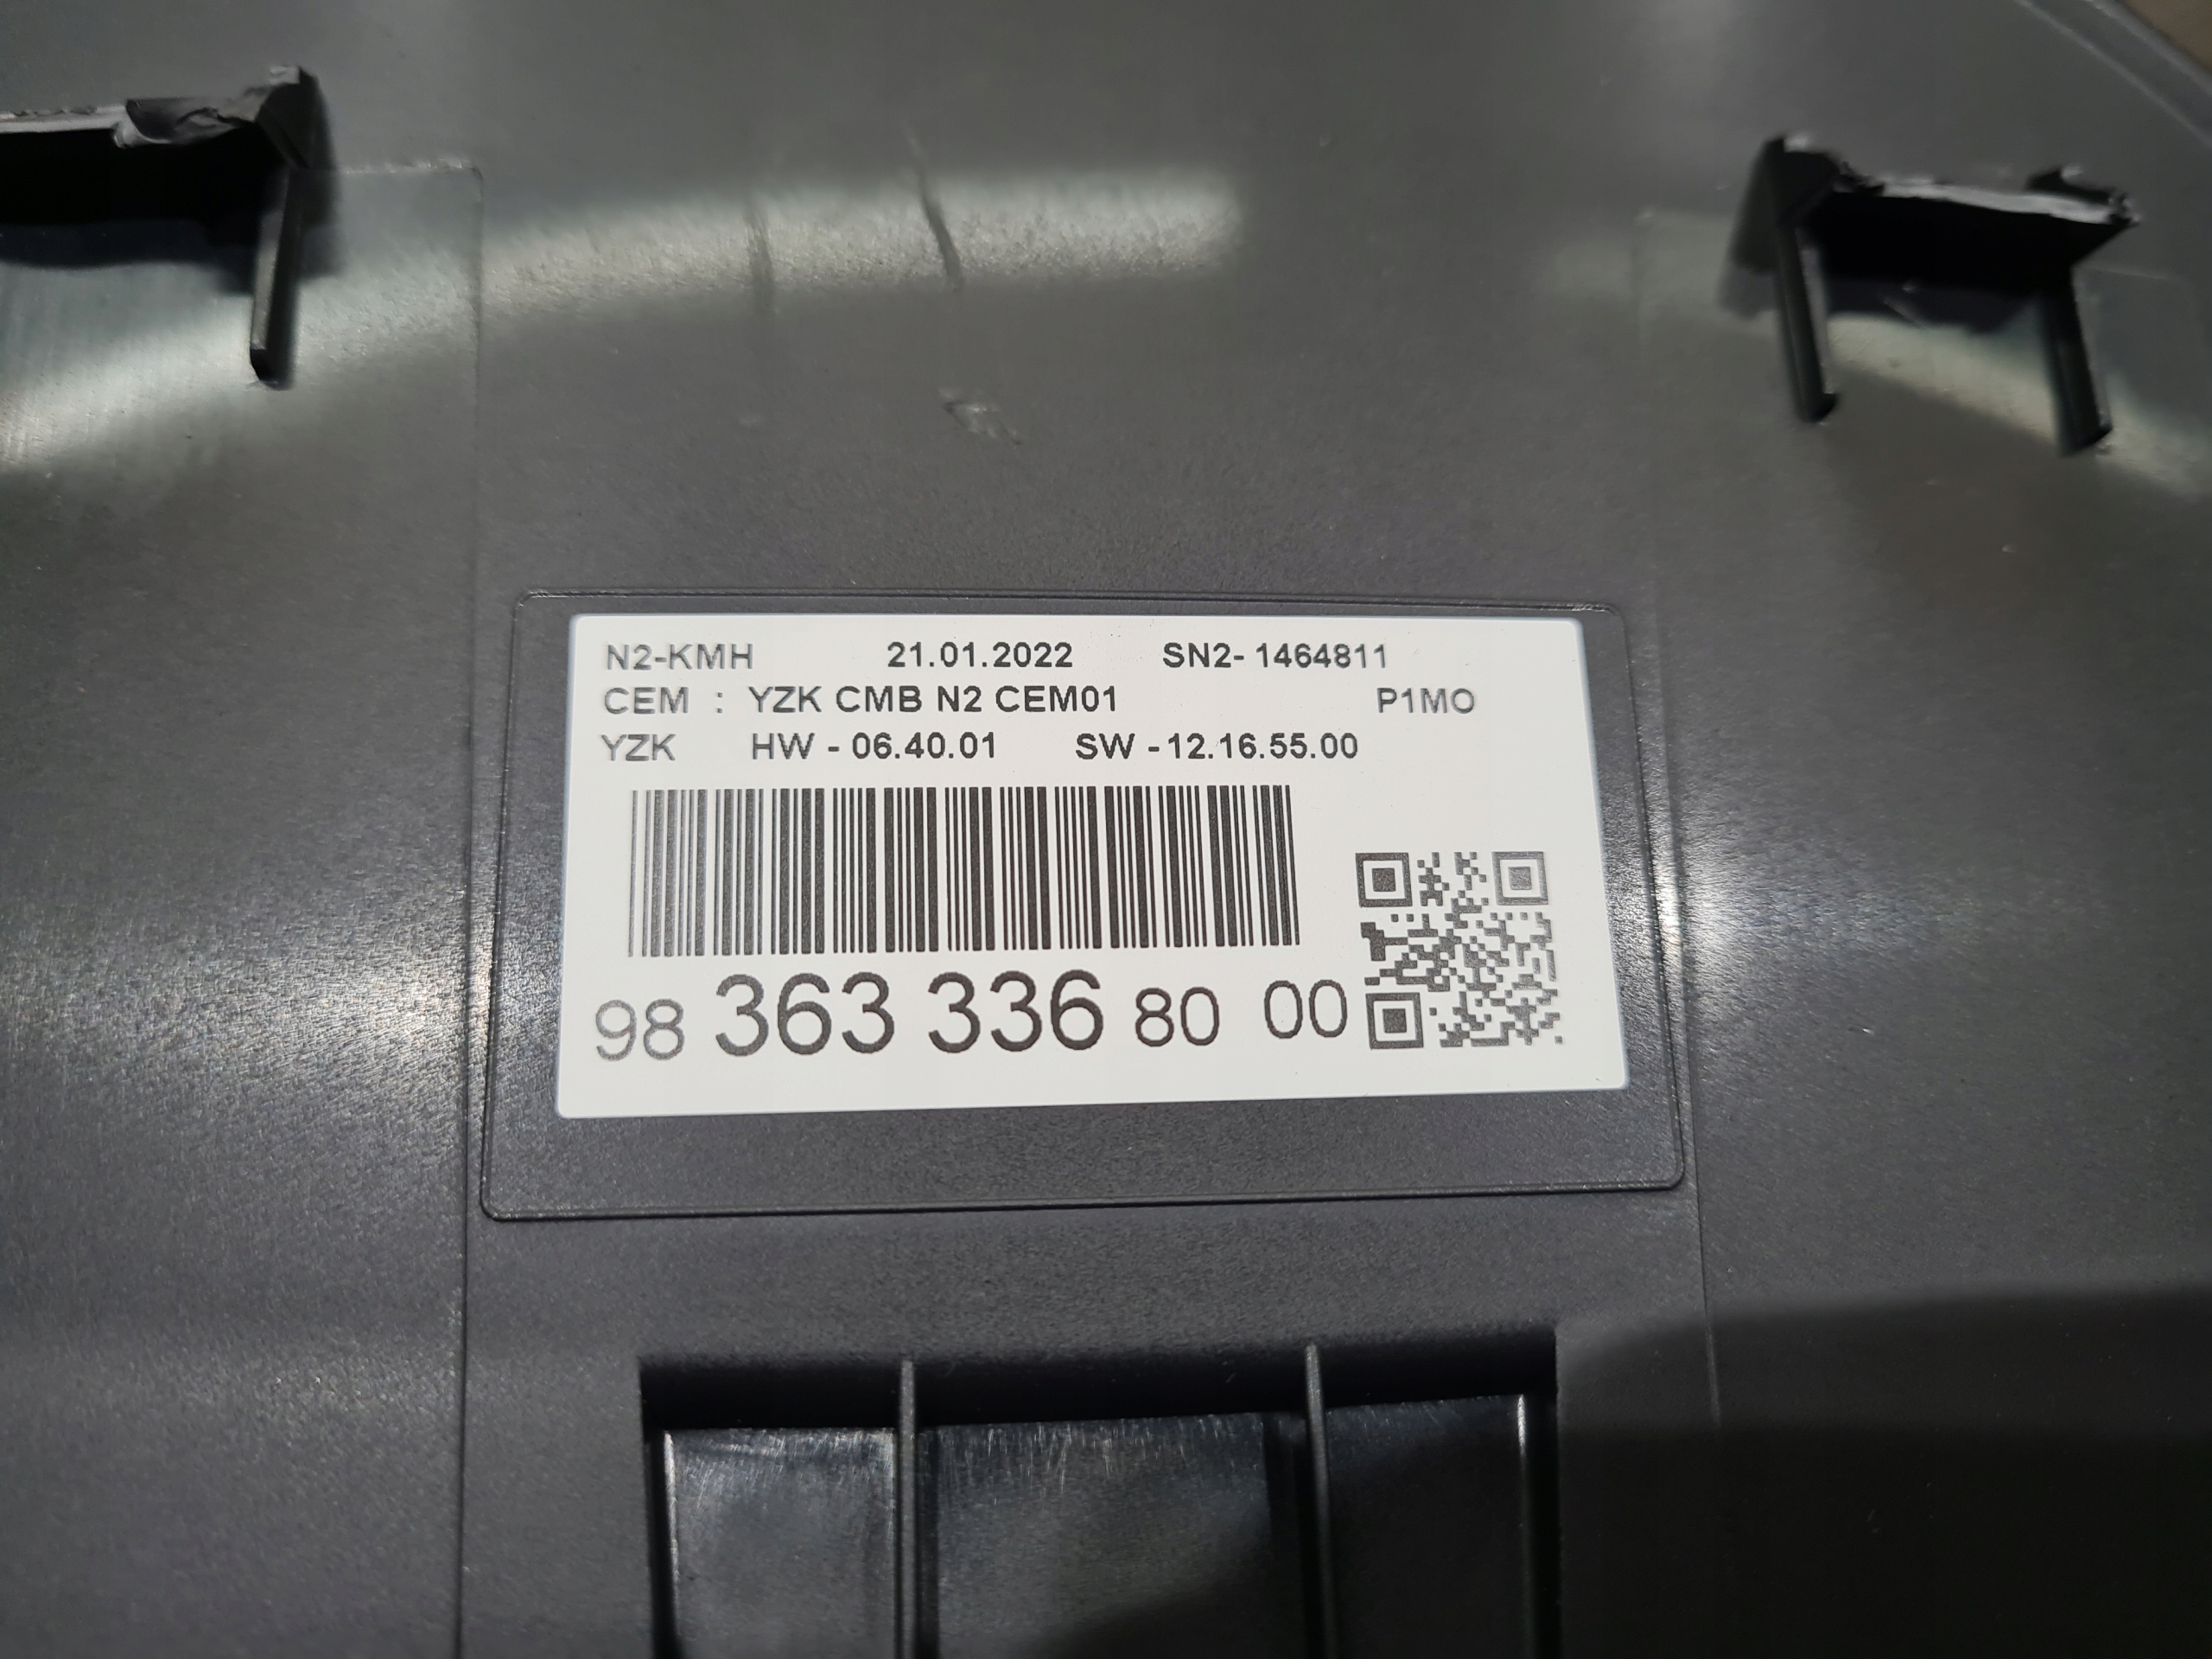 N2-KMH 21.01.2022 SN2- 1464811
CEM : YZK CMB N2 CEM01 P1MO
YZK HW - 06.40.01 SW -12.16.55.00
98 363 336 80 00